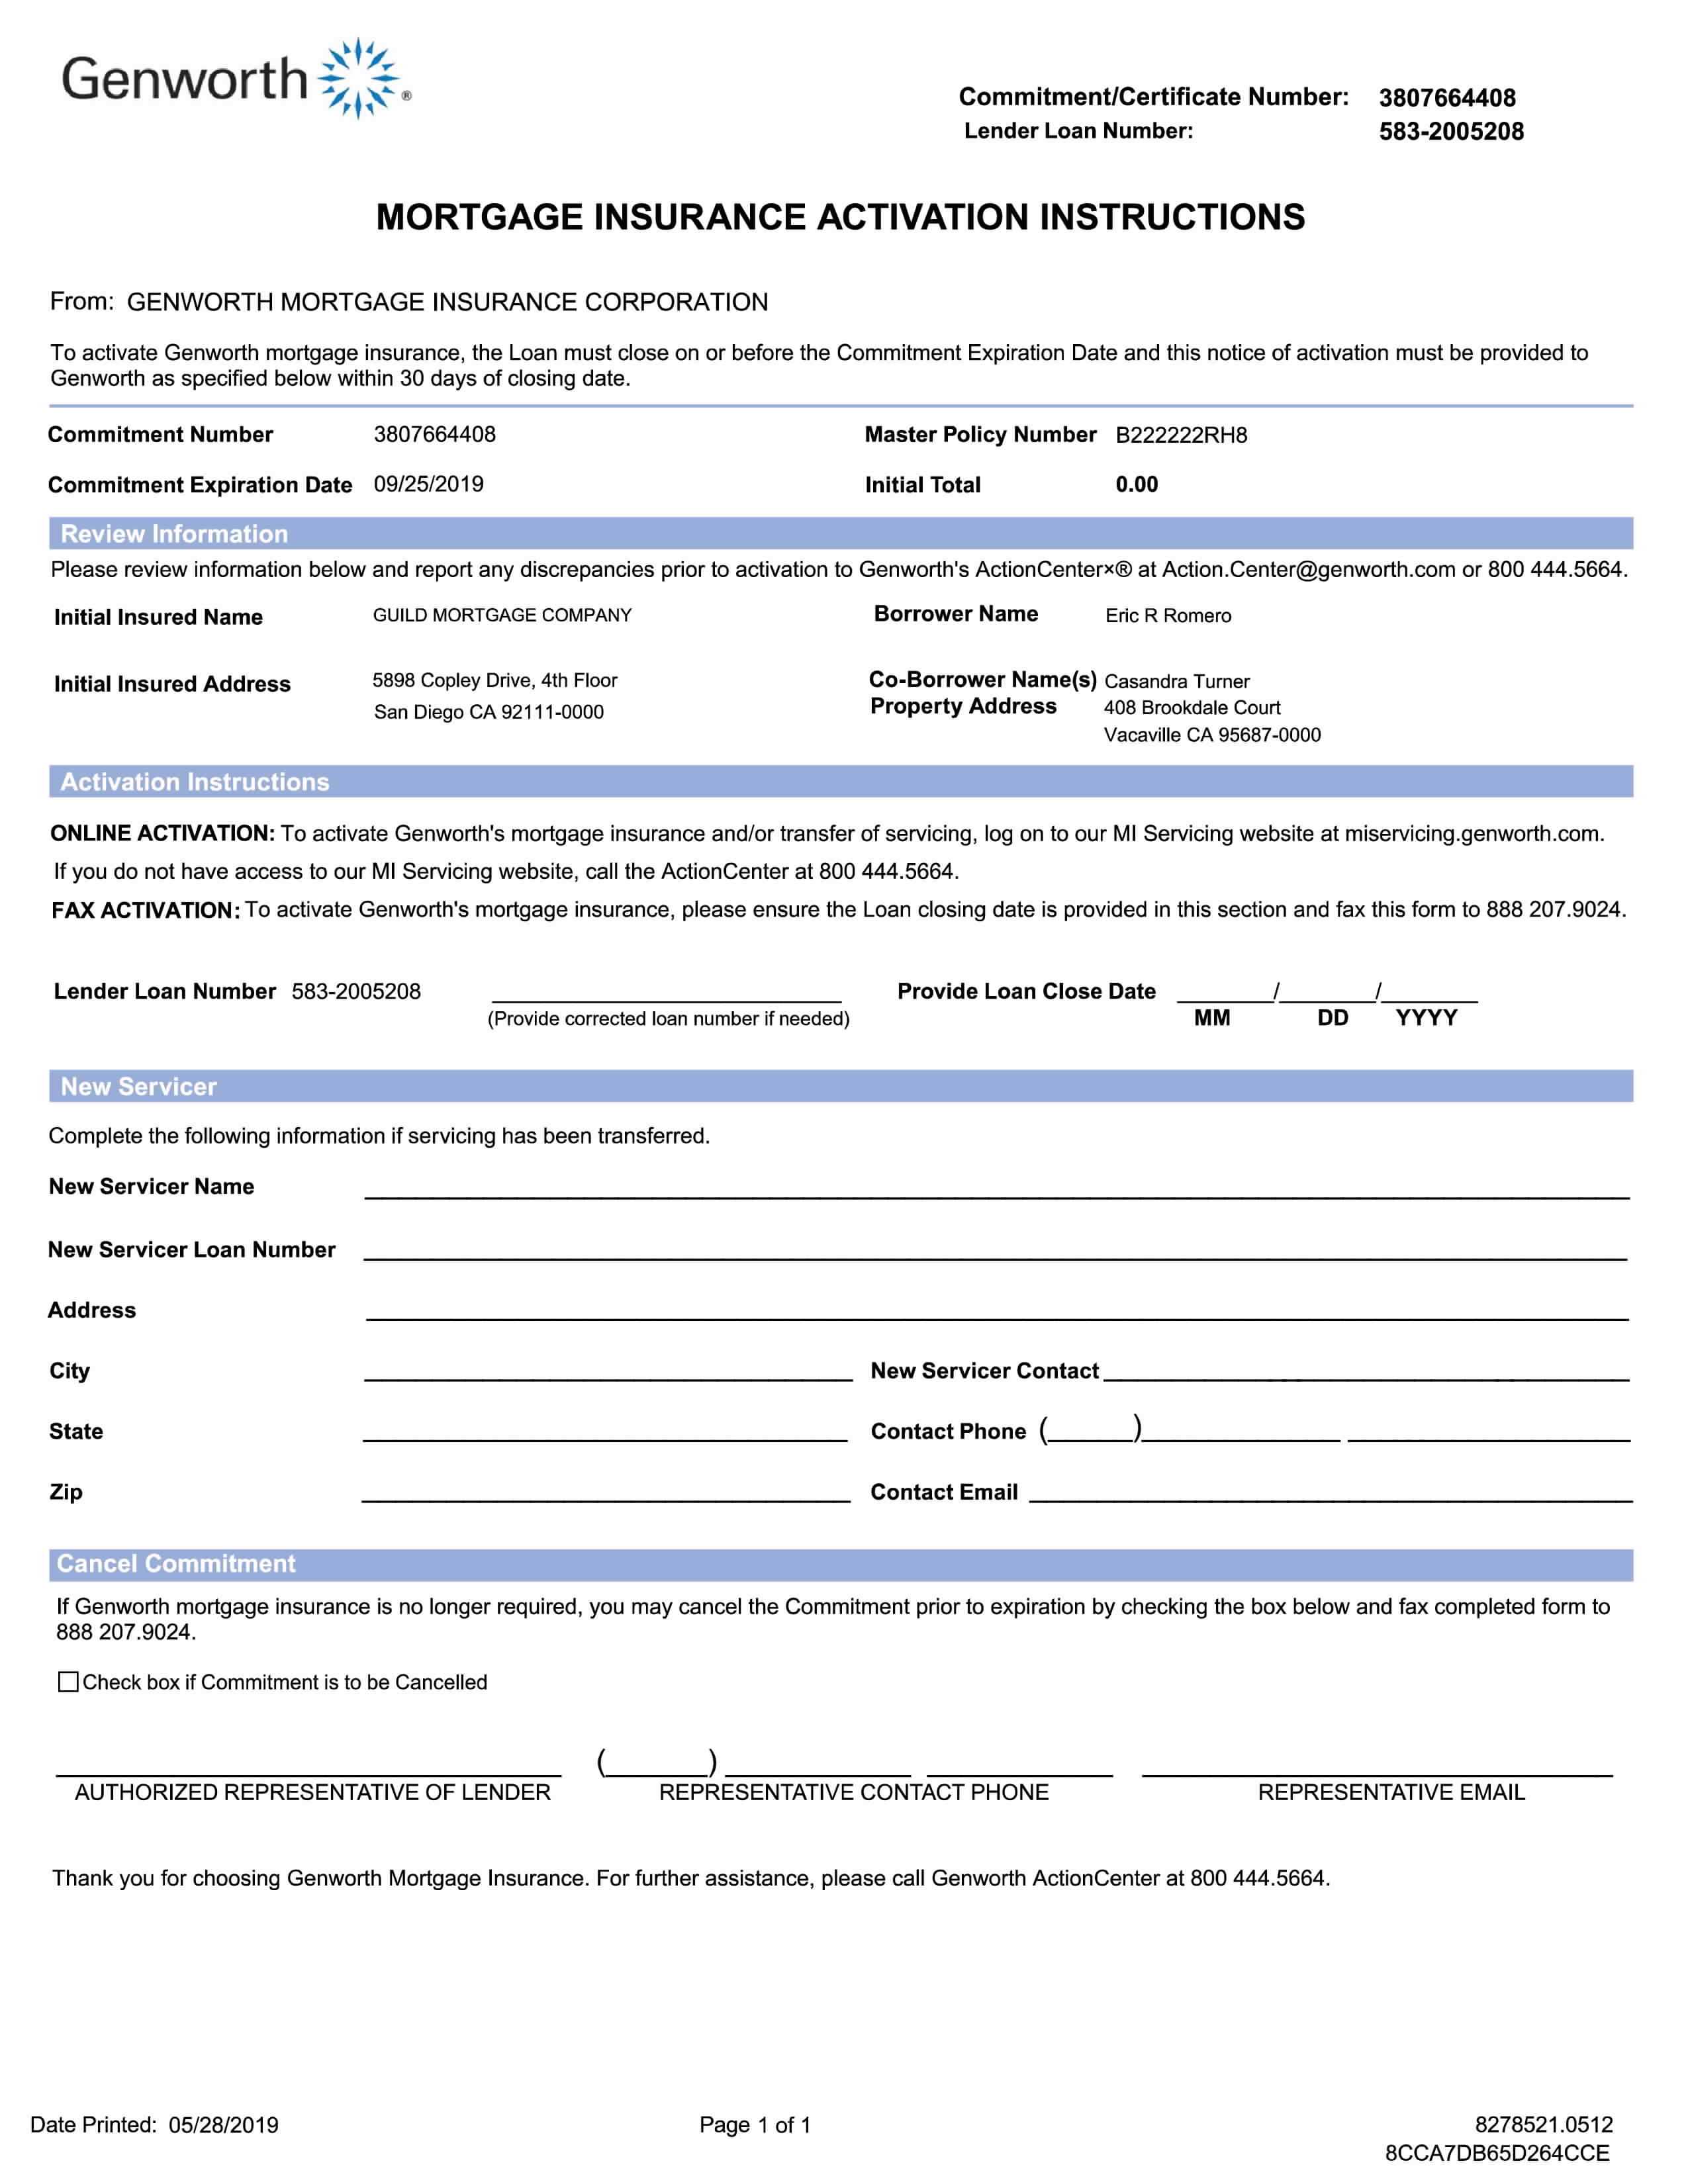 Genworth ®
Commitment/Certificate Number: 3807664408
Lender Loan Number: 583-2005208
MORTGAGE INSURANCE ACTIVATION INSTRUCTIONS
From: GENWORTH MORTGAGE INSURANCE CORPORATION
To activate Genworth mortgage insurance, the Loan must close on or before the Commitment Expiration Date and this notice of activation must be provided to
Genworth as specified below within 30 days of closing date.
Commitment Number 3807664408 Master Policy Number B222222RH8
Commitment Expiration Date 09/25/2019 Initial Total 0.00
Review Information
Please review information below and report any discrepancies prior to activation to Genworth's ActionCenter×® at Action.Center@genworth.com or 800 444.5664.
Initial Insured Name GUILD MORTGAGE COMPANY Borrower Name Eric R Romero
Initial Insured Address 5898 Copley Drive, 4th Floor Co-Borrower Name(s) Casandra Turner
San Diego CA 92111-0000 Property Address 408 Brookdale Court
Vacaville CA 95687-0000
Activation Instructions
ONLINE ACTIVATION: To activate Genworth's mortgage insurance and/or transfer of servicing, log on to our MI Servicing website at miservicing.genworth.com.
If you do not have access to our MI Servicing website, call the ActionCenter at 800 444.5664.
FAX ACTIVATION: To activate Genworth's mortgage insurance, please ensure the Loan closing date is provided in this section and fax this form to 888 207.9024.
Lender Loan Number 583-2005208 Provide Loan Close Date / /
(Provide corrected loan number if needed) MM DD YYYY
New Servicer
Complete the following information if servicing has been transferred.
New Servicer Name
New Servicer Loan Number
Address
City New Servicer Contact
State Contact Phone ( )
Zip Contact Email
Cancel Commitment
If Genworth mortgage insurance is no longer required, you may cancel the Commitment prior to expiration by checking the box below and fax completed form to
888 207.9024.
Check box if Commitment is to be Cancelled
( )
AUTHORIZED REPRESENTATIVE OF LENDER REPRESENTATIVE CONTACT PHONE REPRESENTATIVE EMAIL
Thank you for choosing Genworth Mortgage Insurance. For further assistance, please call Genworth ActionCenter at 800 444.5664.
Date Printed: 05/28/2019 Page 1 of 1 8278521.0512
8CCA7DB65D264CCE